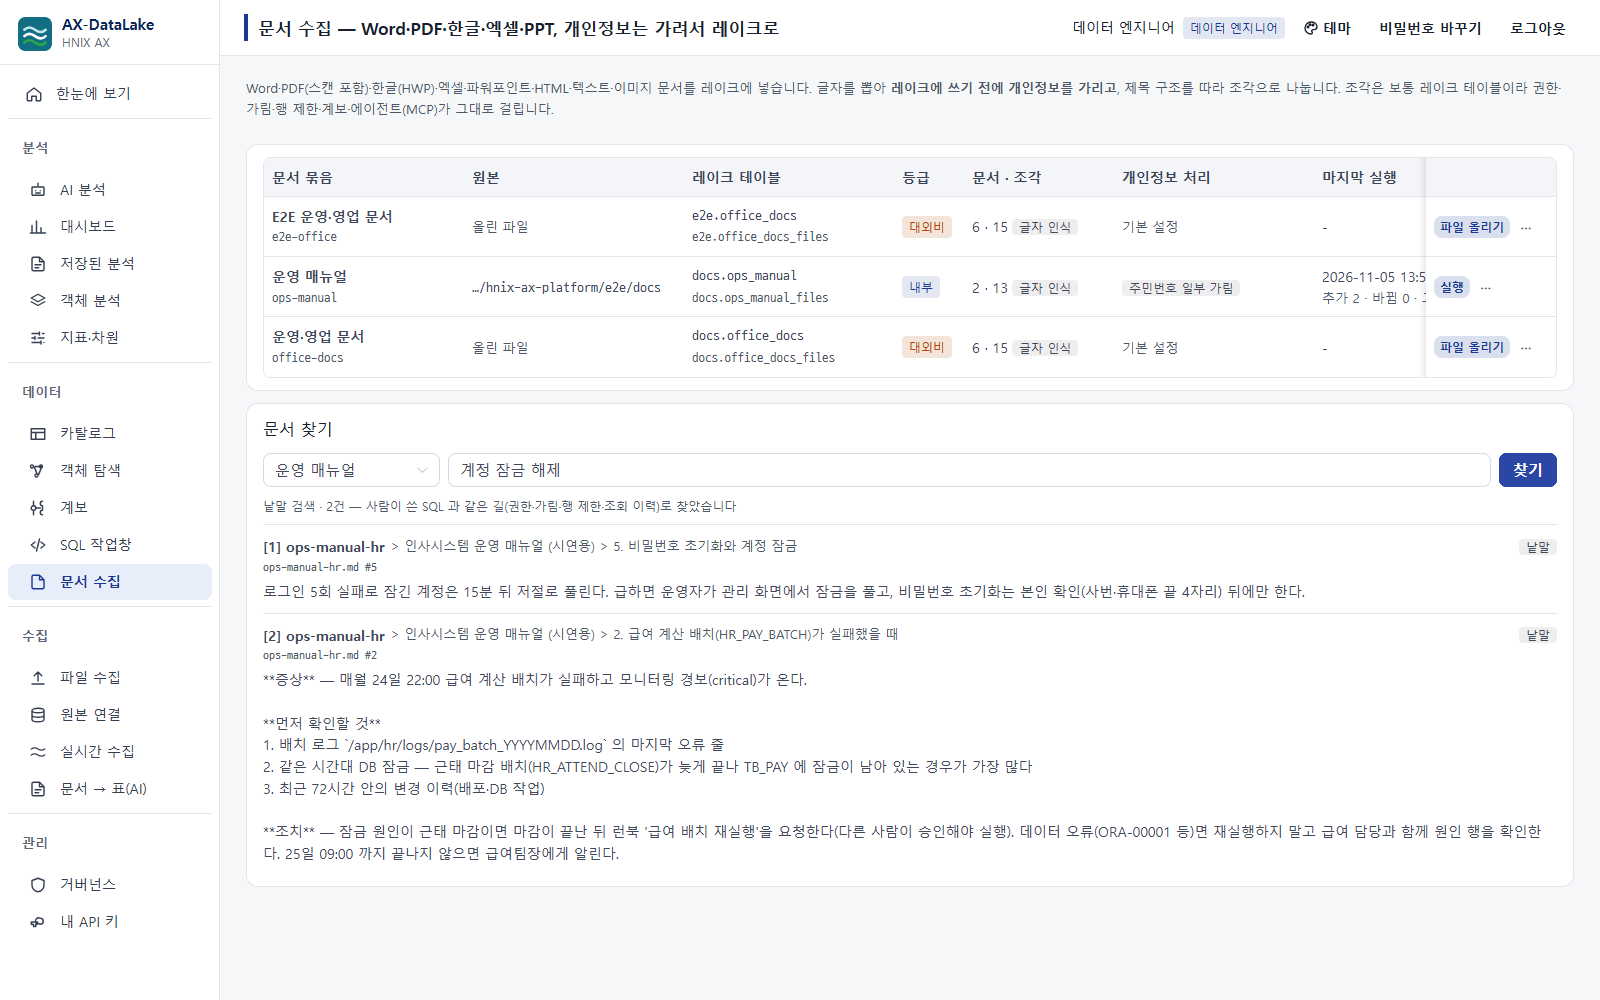 AX-DataLake
HNIX AX
한눈에 보기
분석
AI 분석
대시보드
저장된 분석
객체 분석
지표·차원
데이터
카탈로그
객체 탐색
계보
SQL 작업창
문서 수집
수집
파일 수집
원본 연결
실시간 수집
문서 → 표(AI)
관리
거버넌스
내 API 키
문서 수집 — Word·PDF·한글·엑셀·PPT, 개인정보는 가려서 레이크로
데이터 엔지니어 데이터 엔지니어 테마 비밀번호 바꾸기 로그아웃
Word·PDF(스캔 포함)·한글(HWP)·엑셀·파워포인트·HTML·텍스트·이미지 문서를 레이크에 넣습니다. 글자를 뽑아 레이크에 쓰기 전에 개인정보를 가리고, 제목 구조를 따라 조각으로 나눕니다. 조각은 보통 레이크 테이블이라 권한·
가림·행 제한·계보·에이전트(MCP)가 그대로 걸립니다.
문서 묶음 원본 레이크 테이블 등급 문서 · 조각 개인정보 처리 마지막 실행
E2E 운영·영업 문서
e2e-office
올린 파일
e2e.office_docs
e2e.office_docs_files
대외비
6 · 15 글자 인식
기본 설정
-
파일 올리기 ···
운영 매뉴얼
ops-manual
…/hnix-ax-platform/e2e/docs
docs.ops_manual
docs.ops_manual_files
내부
2 · 13 글자 인식
주민번호 일부 가림
2026-11-05 13:5
추가 2 · 바뀜 0 ·
실행 ···
운영·영업 문서
office-docs
올린 파일
docs.office_docs
docs.office_docs_files
대외비
6 · 15 글자 인식
기본 설정
-
파일 올리기 ···
문서 찾기
운영 매뉴얼
계정 잠금 해제
찾기
낱말 검색 · 2건 — 사람이 쓴 SQL 과 같은 길(권한·가림·행 제한·조회 이력)로 찾았습니다
[1] ops-manual-hr > 인사시스템 운영 매뉴얼 (시연용) > 5. 비밀번호 초기화와 계정 잠금
낱말
ops-manual-hr.md #5
로그인 5회 실패로 잠긴 계정은 15분 뒤 저절로 풀린다. 급하면 운영자가 관리 화면에서 잠금을 풀고, 비밀번호 초기화는 본인 확인(사번·휴대폰 끝 4자리) 뒤에만 한다.
[2] ops-manual-hr > 인사시스템 운영 매뉴얼 (시연용) > 2. 급여 계산 배치(HR_PAY_BATCH)가 실패했을 때
낱말
ops-manual-hr.md #2
**증상** — 매월 24일 22:00 급여 계산 배치가 실패하고 모니터링 경보(critical)가 온다.
**먼저 확인할 것**
1. 배치 로그 `/app/hr/logs/pay_batch_YYYYMMDD.log` 의 마지막 오류 줄
2. 같은 시간대 DB 잠금 — 근태 마감 배치(HR_ATTEND_CLOSE)가 늦게 끝나 TB_PAY 에 잠금이 남아 있는 경우가 가장 많다
3. 최근 72시간 안의 변경 이력(배포·DB 작업)
**조치** — 잠금 원인이 근태 마감이면 마감이 끝난 뒤 런북 '급여 배치 재실행'을 요청한다(다른 사람이 승인해야 실행). 데이터 오류(ORA-00001 등)면 재실행하지 말고 급여 담당과 함께 원인 행을 확인한
다. 25일 09:00 까지 끝나지 않으면 급여팀장에게 알린다.